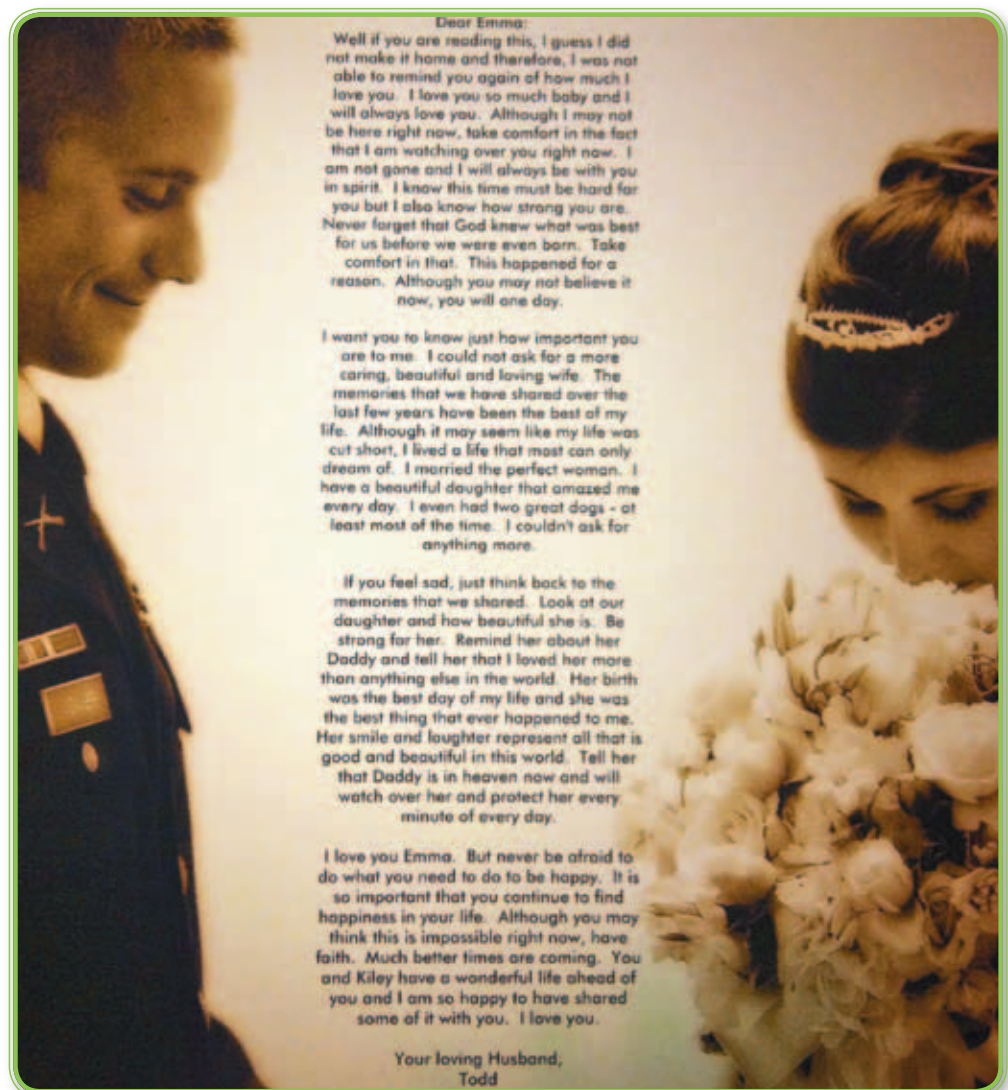 Dear Emma:
Well if you are reading this, I guess I did
not make it home and therefore, I was not
able to remind you again of how much I
love you. I love you so much baby and I
will always love you. Although I may not
be here right now, take comfort in the fact
that I am watching over you right now. I
am not gone and I will always be with you
in spirit. I know this time must be hard for
you but I also know how strong you are.
Never forget that God knew what was best
for us before we were even born. Take
comfort in that. This happened for a
reason. Although you may not believe it
now, you will one day.
I want you to know just how important you
are to me. I could not ask for a more
caring, beautiful and loving wife. The
memories that we have shared over the
last few years have been the best of my
life. Although it may seem like my life was
cut short, I lived a life that most can only
dream of. I married the perfect woman. I
have a beautiful daughter that amazed me
every day. I even had two great dogs - at
least most of the time. I couldn't ask for
anything more.
If you feel sad, just think back to the
memories that we shared. Look at our
daughter and how beautiful she is. Be
strong for her. Remind her about her
Daddy and tell her that I loved her more
than anything else in the world. Her birth
was the best day of my life and she was
the best thing that ever happened to me.
Her smile and laughter represent all that is
good and beautiful in this world. Tell her
that Daddy is in heaven now and will
watch over her and protect her every
minute of every day.
I love you Emma. But never be afraid to
do what you need to do to be happy. It is
so important that you continue to find
happiness in your life. Although you may
think this is impossible right now, have
faith. Much better times are coming. You
and Kiley have a wonderful life ahead of
you and I am so happy to have shared
some of it with you. I love you.
Your loving Husband,
Todd